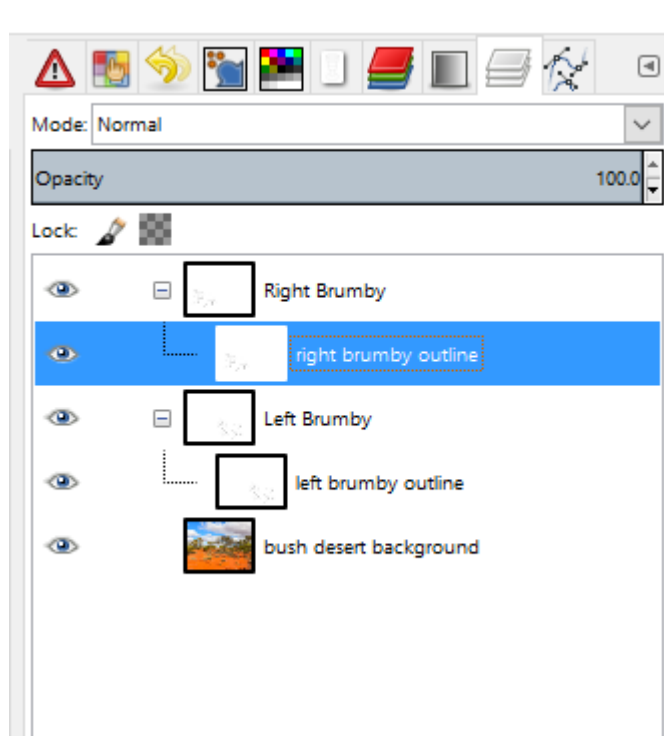 Mode: Normal
Opacity 100.0
Lock:
Right Brumby
right brumby outline
Left Brumby
left brumby outline
bush desert background